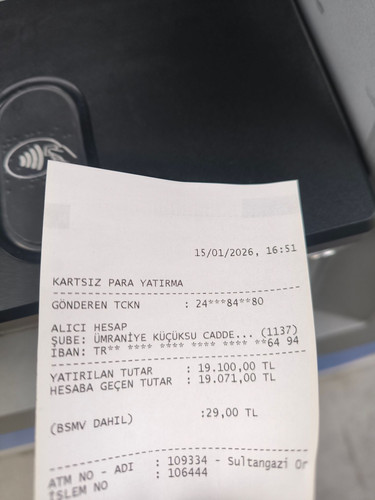 15/01/2026, 16:51
KARTSIZ PARA YATIRMA
GÖNDEREN TCKN : 24***84**80
ALICI HESAP
ŞUBE: ÜMRANİYE KÜÇÜKSU CADDE... (1137)
IBAN: TR** **** **** **** **** **64 94
YATIRILAN TUTAR : 19.100,00 TL
HESABA GEÇEN TUTAR : 19.071,00 TL
:29,00 TL
(BSMV DAHİL)
ATM NO - ADI : 109334 - Sultangazi Or
İSLEM NO : 106444